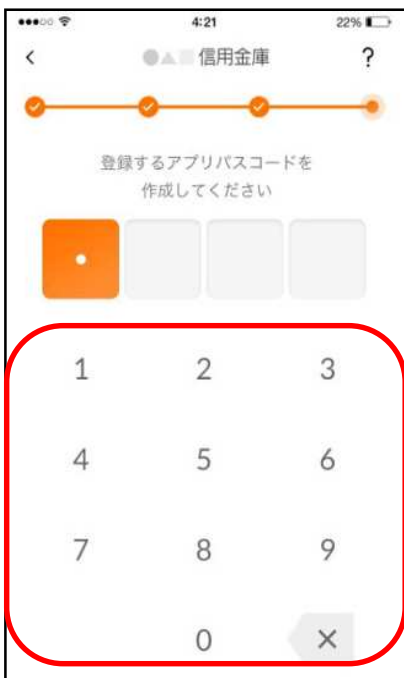 4:21 22%
●▲■信用金庫 ?
登録するアプリパスコードを
作成してください
1 2 3
4 5 6
7 8 9
0 ×